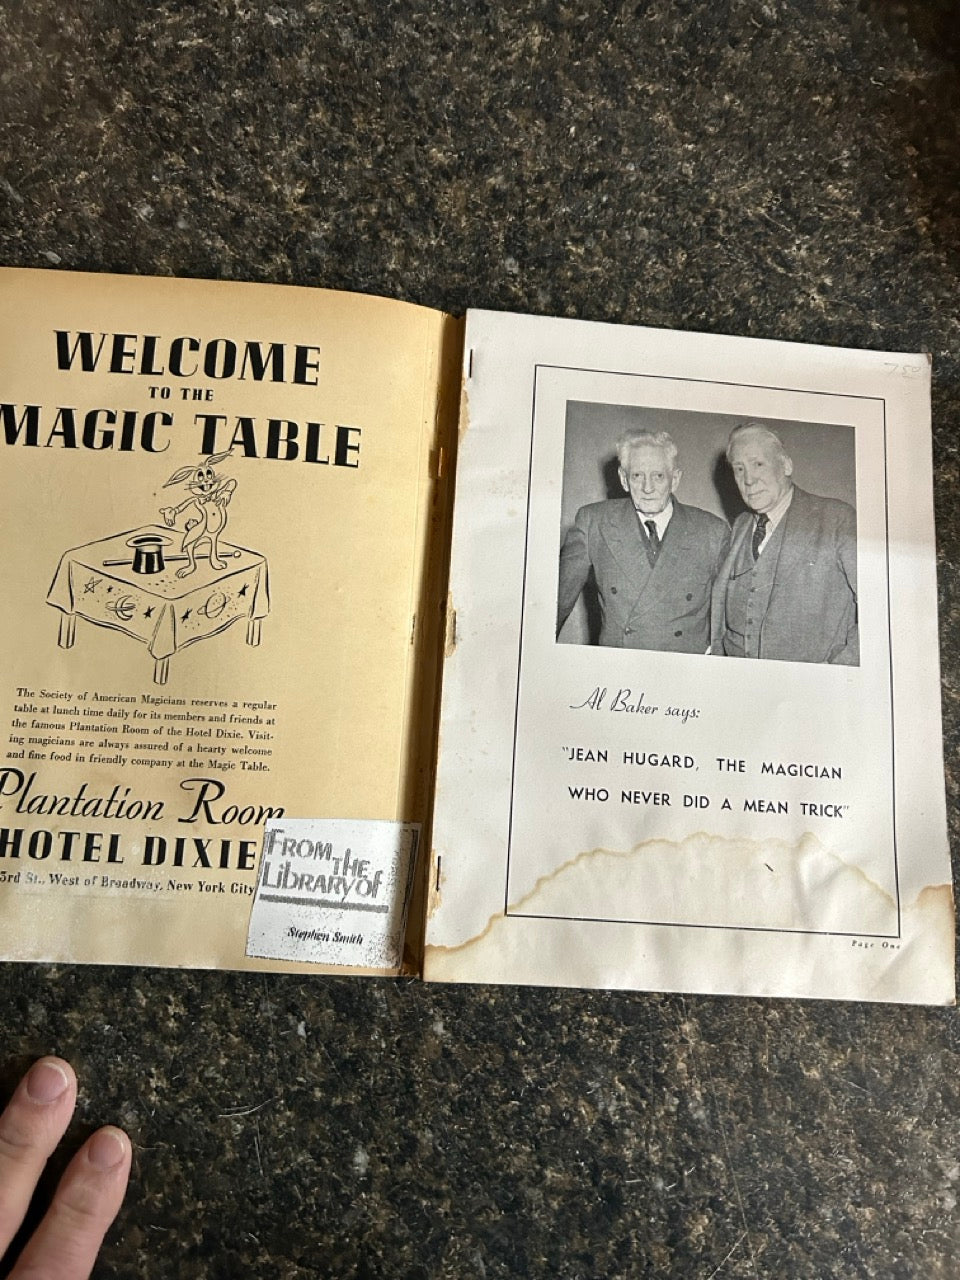 WELCOME
TO THE
MAGIC TABLE
The Society of American Magicians reserves a regular
table at lunch time daily for its members and friends at
the famous Plantation Room of the Hotel Dixie. Visit-
ing magicians are always assured of a hearty welcome
and fine food in friendly company at the Magic Table.
Plantation Room
HOTEL DIXIE
3rd St., West of Broadway, New York City
FROM
THE
LIBRARY of
Stephen Smith
750
Al Baker says:
"JEAN HUGARD, THE MAGICIAN
WHO NEVER DID A MEAN TRICK"
Page One